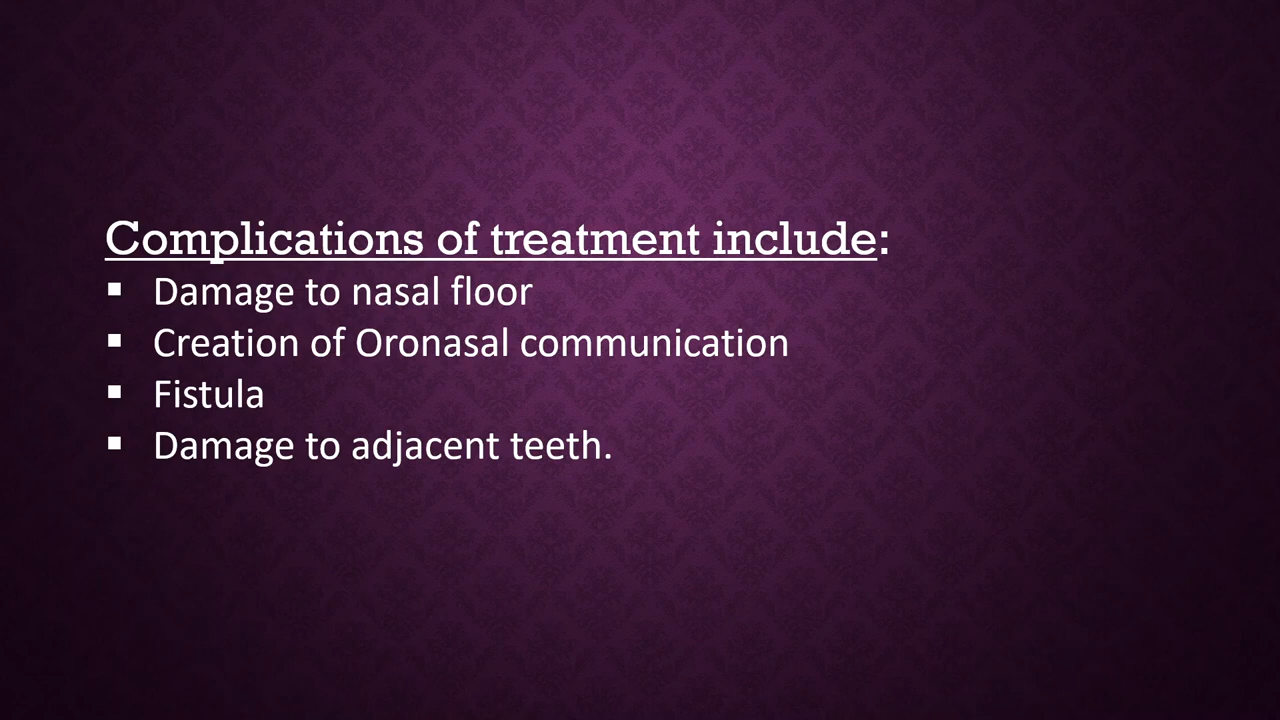 Complications of treatment include:
▪ Damage to nasal floor
▪ Creation of Oronasal communication
▪ Fistula
▪ Damage to adjacent teeth.